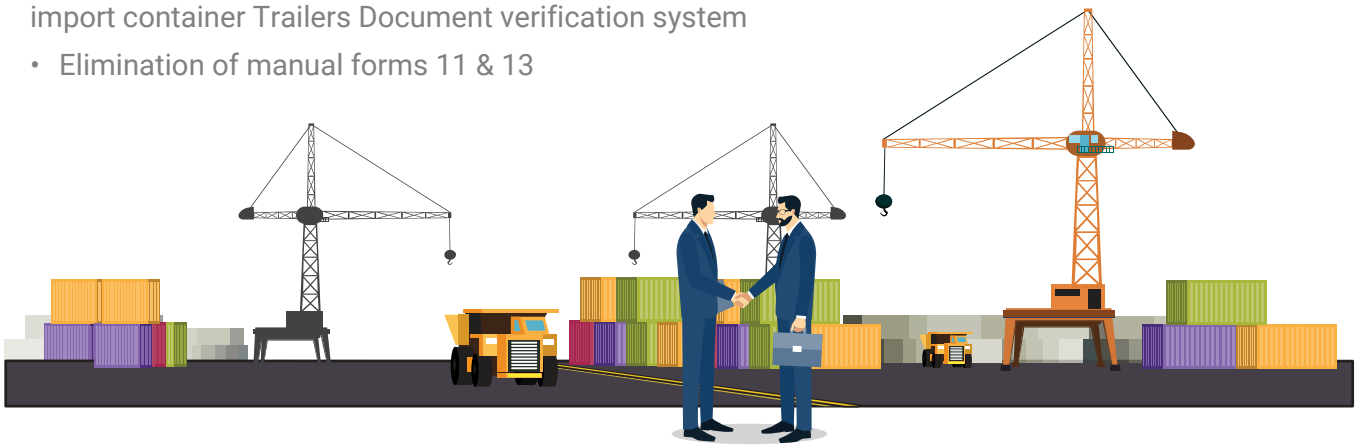 import container Trailers Document verification system
• Elimination of manual forms 11 & 13